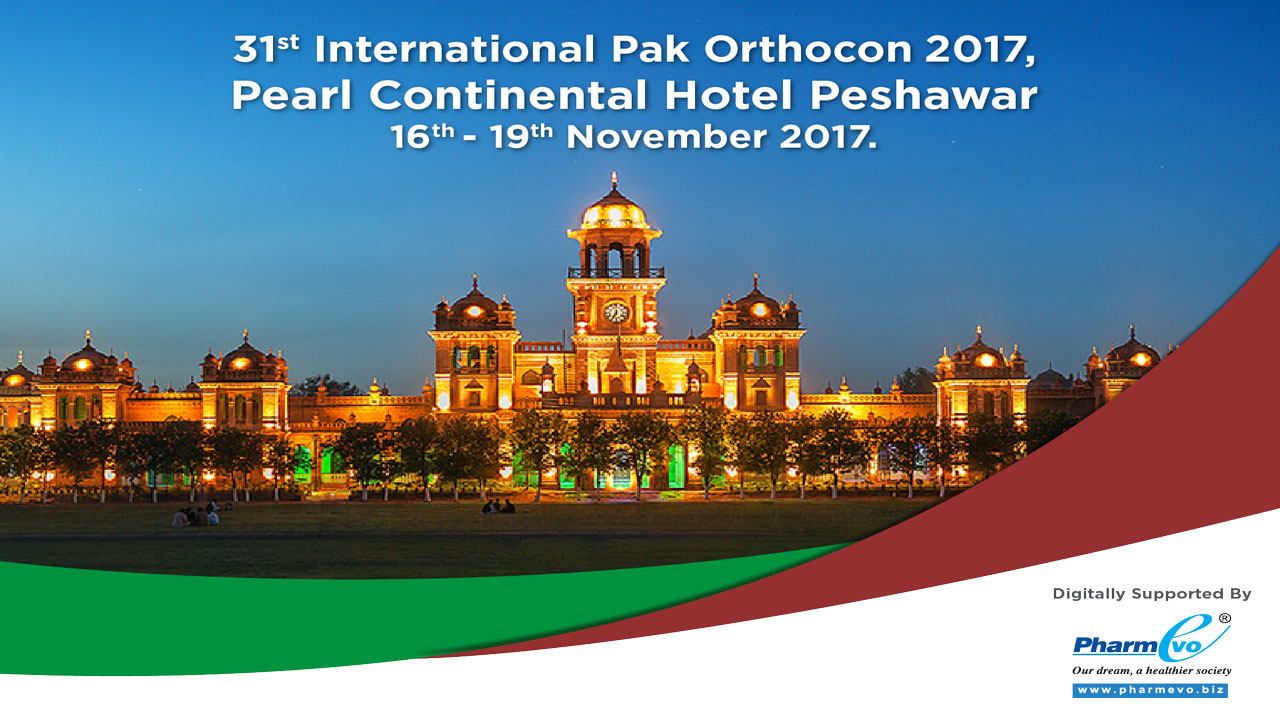 31st International Pak Orthocon 2017,
Pearl Continental Hotel Peshawar
16th - 19th November 2017.
Digitally Supported By
PharmEvo ®
Our dream, a healthier society
www.pharmevo.biz